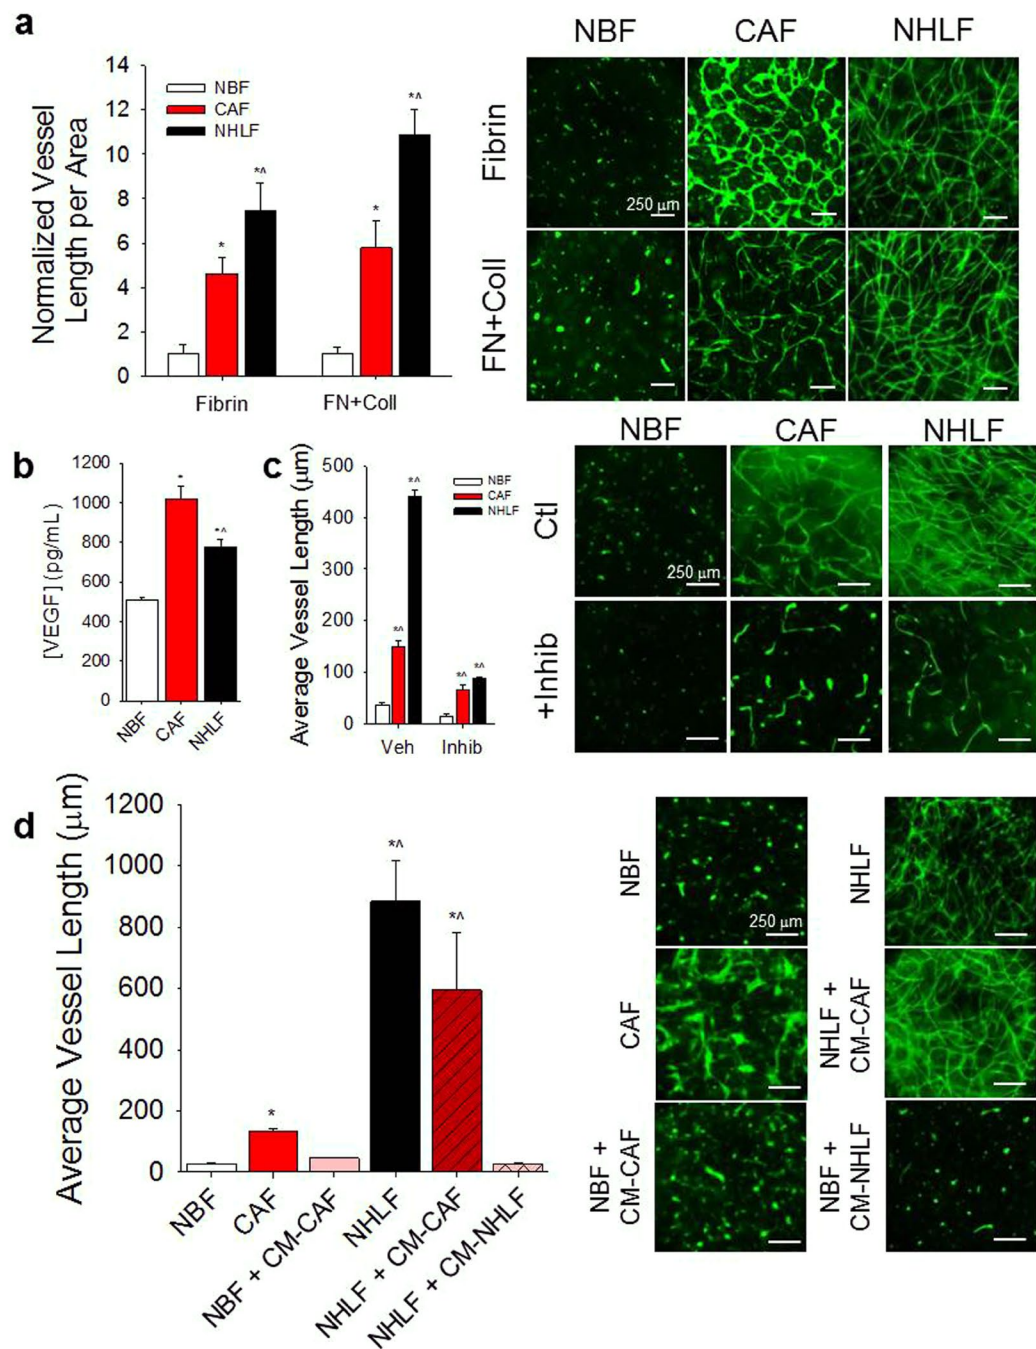 a
NBF CAF NHLF
Normalized Vessel
Length per Area
14
12
10
8
6
4
2
0
NBF
CAF
NHLF
*
*^
*
*^
Fibrin FN+Coll
Fibrin
250 μm
FN+Coll
b
[VEGF] (pg/mL)
1200
1000
800
600
400
200
0
*
*^
NBF CAF NHLF
c
Average Vessel Length (μm)
500
400
300
200
100
0
NBF
CAF
NHLF
*^
*^
*^
*^
Veh Inhib
NBF CAF NHLF
Ctl
250 μm
+Inhib
d
Average Vessel Length (μm)
1200
1000
800
600
400
200
0
*
*^
*^
NBF
CAF
NBF + CM-CAF
NHLF
NHLF + CM-CAF
NHLF + CM-NHLF
NBF
250 μm
NHLF
CAF
NHLF +
CM-CAF
NBF +
CM-CAF
NBF +
CM-NHLF